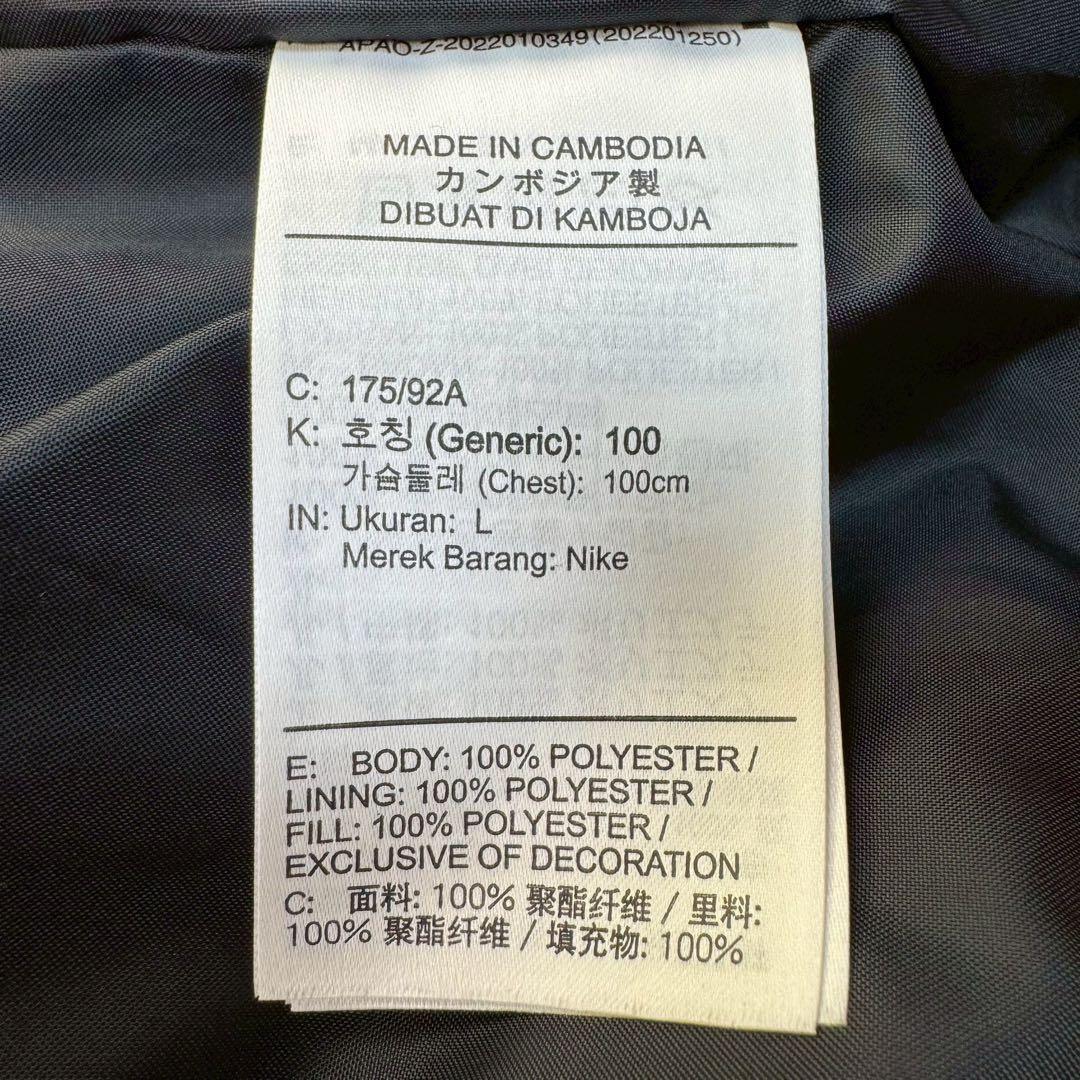 APAO-Z-2022010349(202201250)
MADE IN CAMBODIA
カンボジア製
DIBUAT DI KAMBOJA
C: 175/92A
K: 호칭 (Generic): 100
가슴둘레 (Chest): 100cm
IN: Ukuran: L
Merek Barang: Nike
E: BODY: 100% POLYESTER /
LINING: 100% POLYESTER /
FILL: 100% POLYESTER /
EXCLUSIVE OF DECORATION
C: 面料: 100% 聚酯纤维 / 里料:
100% 聚酯纤维 / 填充物: 100%